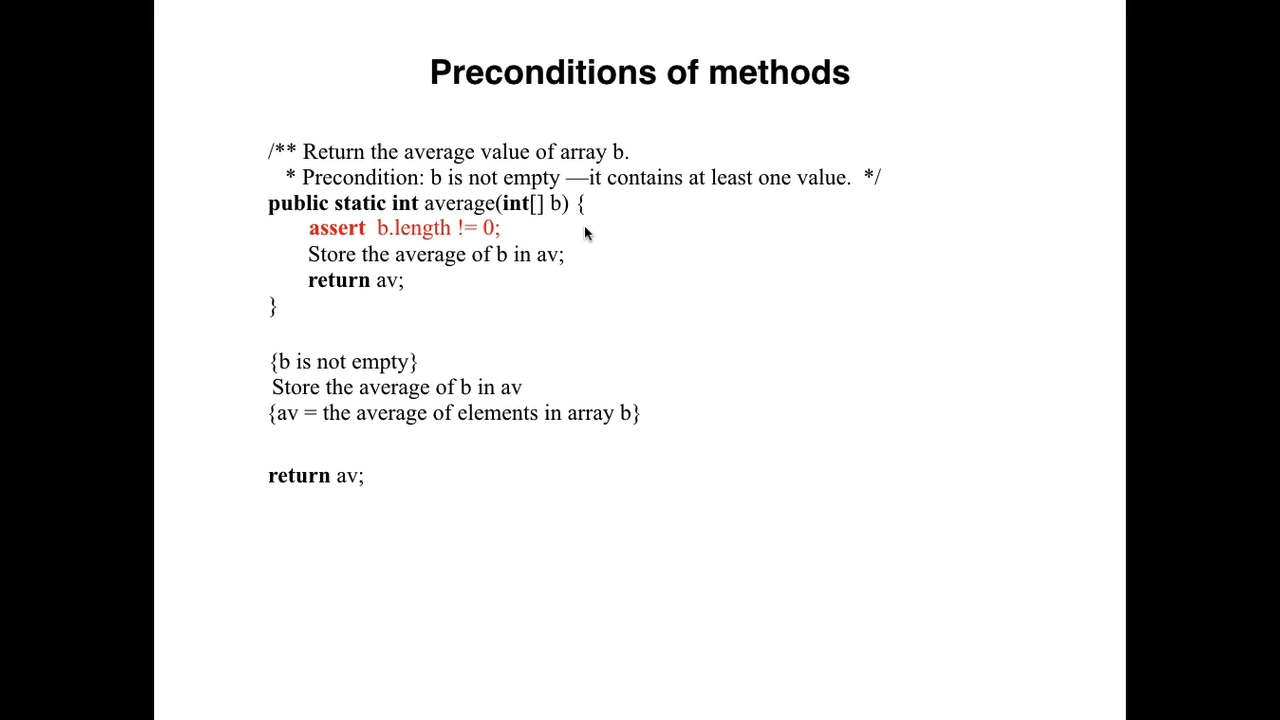 Preconditions of methods
/** Return the average value of array b.
* Precondition: b is not empty —it contains at least one value. */
public static int average(int[] b) {
assert b.length != 0;
Store the average of b in av;
return av;
}
{b is not empty}
Store the average of b in av
{av = the average of elements in array b}
return av;